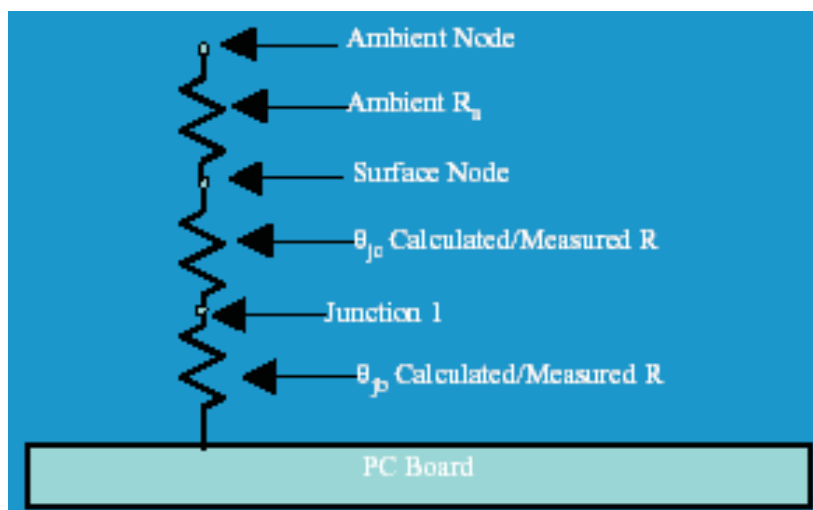 Ambient Node
Ambient Rₐ
Surface Node
θjc Calculated/Measured R
Junction 1
θjb Calculated/Measured R
PC Board